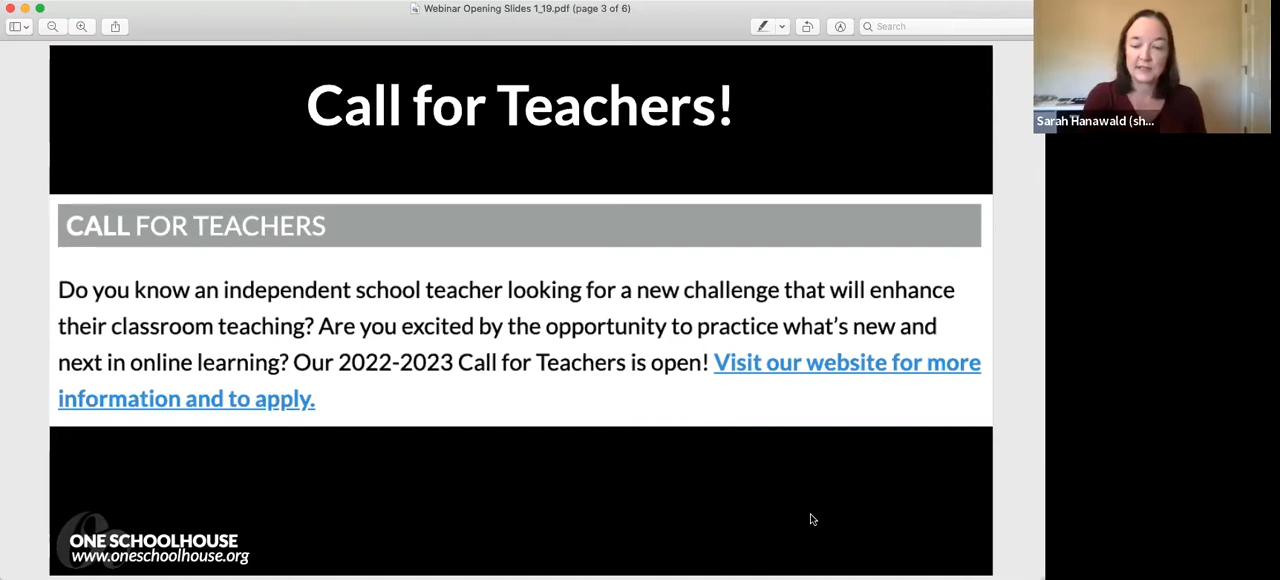 Webinar Opening Slides 1_19.pdf (page 3 of 6)
Search
Sarah Hanawald (sh...
Call for Teachers!
CALL FOR TEACHERS
Do you know an independent school teacher looking for a new challenge that will enhance
their classroom teaching? Are you excited by the opportunity to practice what's new and
next in online learning? Our 2022-2023 Call for Teachers is open! Visit our website for more
information and to apply.
ONE SCHOOLHOUSE
www.oneschoolhouse.org